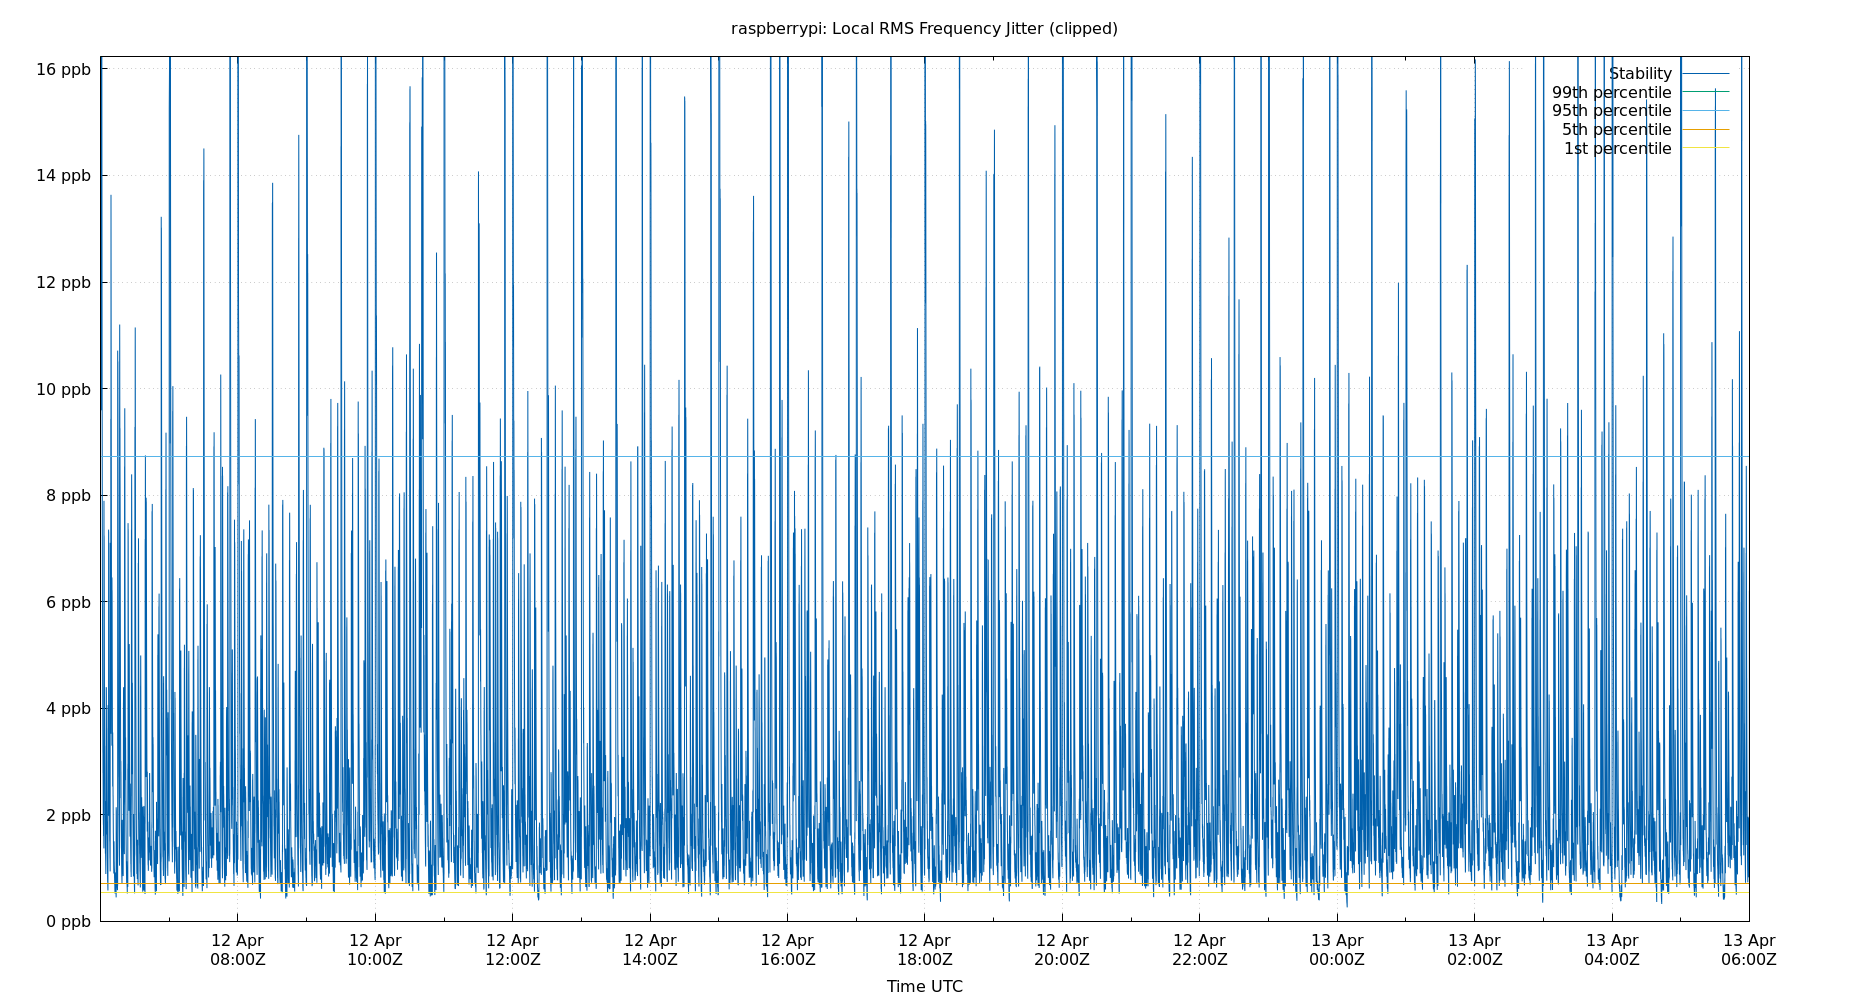 raspberrypi: Local RMS Frequency Jitter (clipped)
16 ppb
14 ppb
12 ppb
10 ppb
8 ppb
6 ppb
4 ppb
2 ppb
0 ppb
Stability
99th percentile
95th percentile
5th percentile
1st percentile
12 Apr 12 Apr 12 Apr 12 Apr 12 Apr 12 Apr 12 Apr 12 Apr 13 Apr 13 Apr 13 Apr 13 Apr
08:00Z 10:00Z 12:00Z 14:00Z 16:00Z 18:00Z 20:00Z 22:00Z 00:00Z 02:00Z 04:00Z 06:00Z
Time UTC